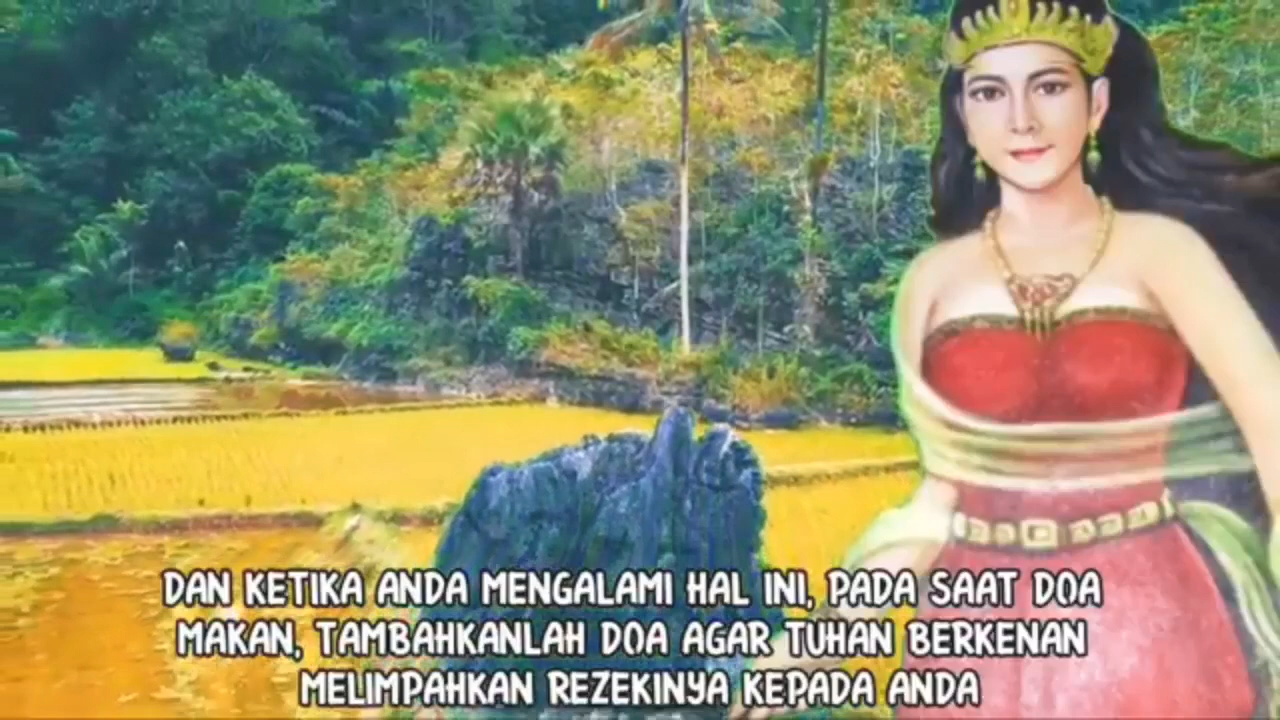 DAN KETIKA ANDA MENGALAMI HAL INI, PADA SAAT DOA
MAKAN, TAMBAHKANLAH DOA AGAR TUHAN BERKENAN
MELIMPAHKAN REZEKINYA KEPADA ANDA